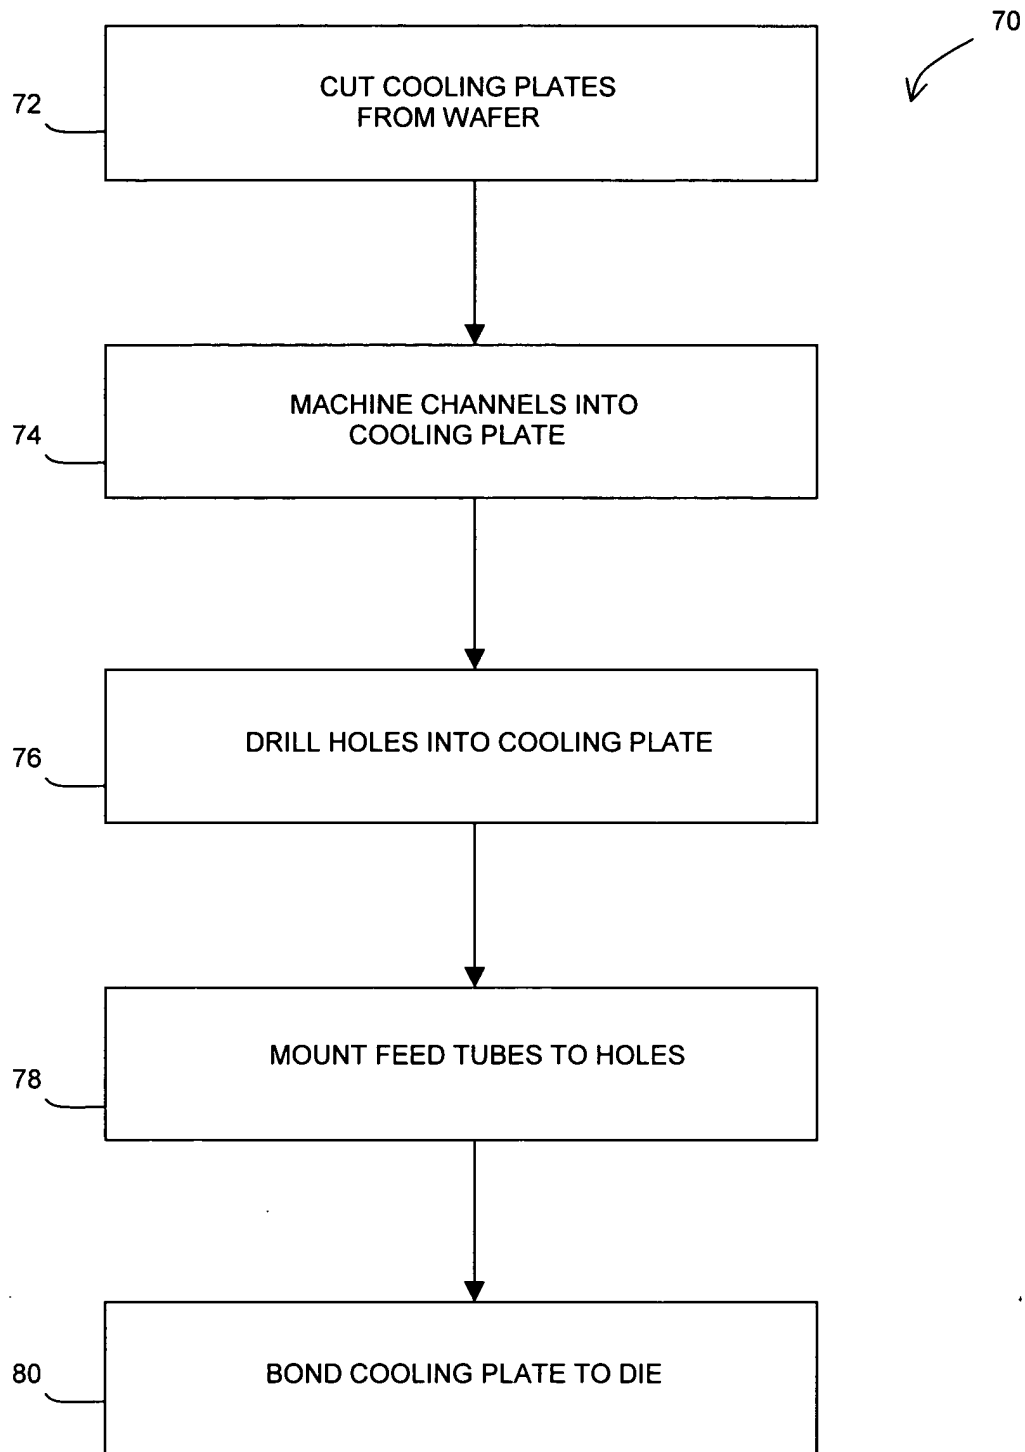 70
72
CUT COOLING PLATES
FROM WAFER
74
MACHINE CHANNELS INTO
COOLING PLATE
76
DRILL HOLES INTO COOLING PLATE
78
MOUNT FEED TUBES TO HOLES
80
BOND COOLING PLATE TO DIE